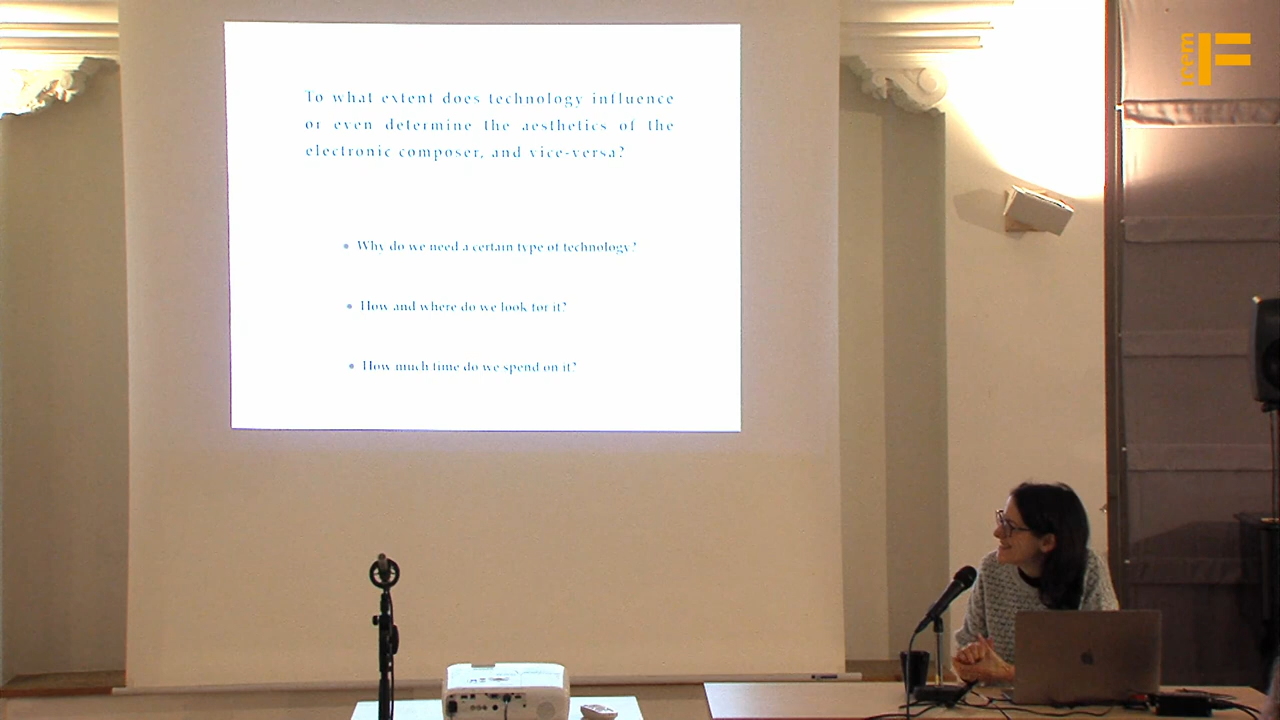 To what extent does technology influence
or even determine the aesthetics of the
electronic composer, and vice-versa?
Why do we need a certain type of technology?
How and where do we look for it?
How much time do we spend on it?
icem